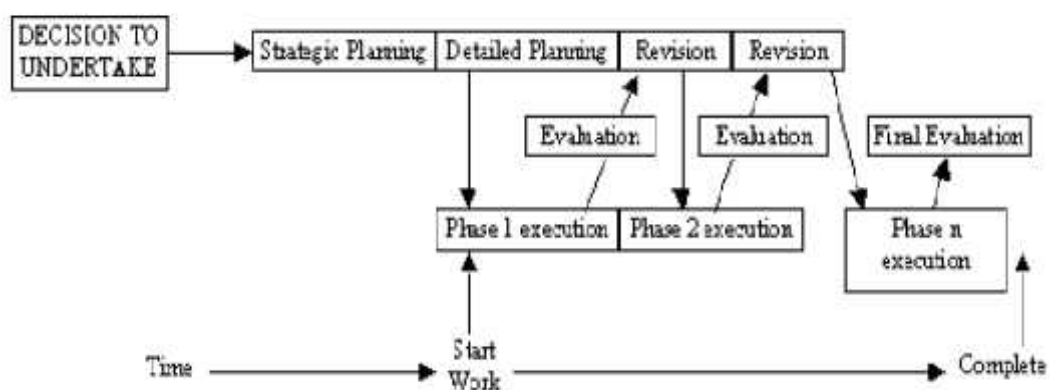 DECISION TO
UNDERTAKE
Strategic Planning
Detailed Planning
Revision
Revision
Evaluation
Evaluation
Final Evaluation
Phase 1 execution
Phase 2 execution
Phase n
execution
Time
Start
Work
Complete